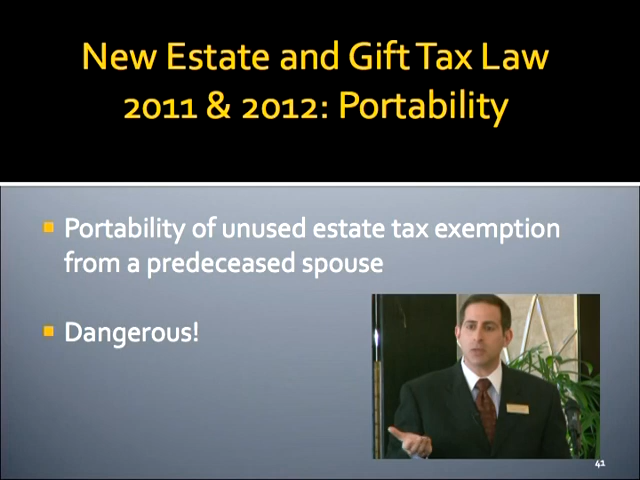 New Estate and Gift Tax Law
2011 & 2012: Portability
Portability of unused estate tax exemption
from a predeceased spouse
Dangerous!
41